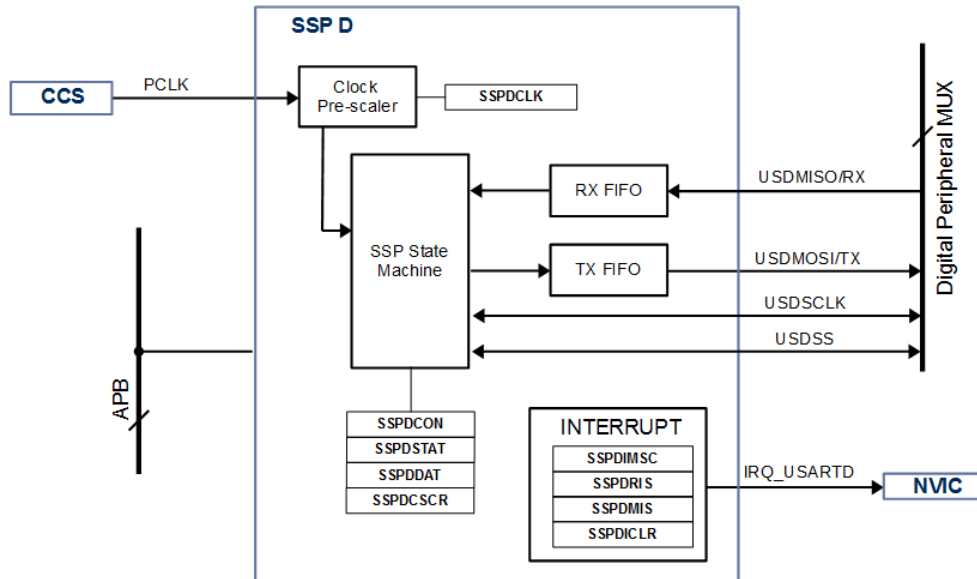 SSP D
CCS
PCLK
Clock
Pre-scaler
SSPDCLK
SSP State
Machine
RX FIFO
USDMISO/RX
TX FIFO
USDMOSI/TX
USDSCLK
USDSS
Digital Peripheral MUX
APB
SSPDCON
SSPDSTAT
SSPDDAT
SSPDCSCR
INTERRUPT
SSPDIMSC
SSPDRIS
SSPDMIS
SSPDICLR
IRQ_USARTD
NVIC